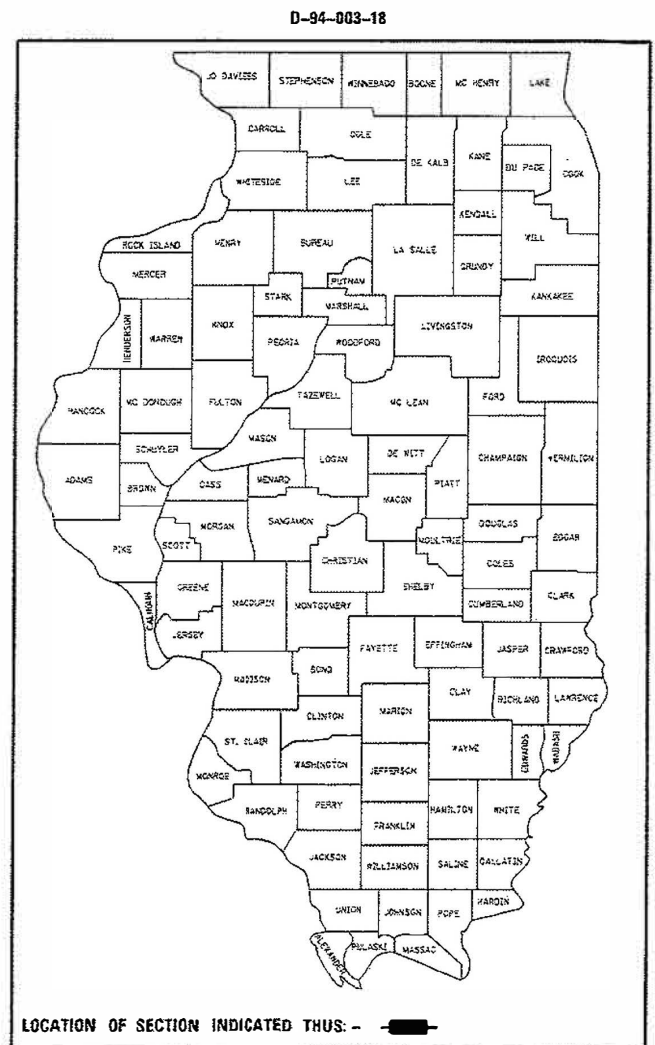 D-94-003-18
JO DAVIESS STEPHENSON WINNEBAGO BOONE MC HENRY LAKE
CARROLL OGLE
DE KALB KANE DU PAGE COOK
WHITESIDE LEE
KENDALL
ROCK ISLAND HENRY BUREAU LA SALLE WILL
MERCER PUTNAM GRUNDY
STARK MARSHALL KANKAKEE
HENDERSON WARREN KNOX PEORIA WOODFORD LIVINGSTON
IROQUOIS
HANCOCK MC DONOUGH FULTON TAZEWELL MC LEAN FORD
MASON
SCHUYLER LOGAN DE WITT CHAMPAIGN VERMILION
ADAMS BROWN CASS MENARD PIATT
MACON
MORGAN SANGAMON DOUGLAS
PIKE SCOTT CHRISTIAN MOULTRIE EDGAR
COLES
GREENE SHELBY
CALHOUN MACOUPIN MONTGOMERY CUMBERLAND CLARK
JERSEY
FAYETTE EFFINGHAM JASPER CRAWFORD
MADISON BOND
CLAY RICHLAND LAWRENCE
CLINTON MARION
ST. CLAIR WAYNE EDWARDS WABASH
WASHINGTON JEFFERSON
MONROE
RANDOLPH PERRY HAMILTON WHITE
FRANKLIN
JACKSON WILLIAMSON SALINE GALLATIN
HARDIN
UNION JOHNSON POPE
ALEXANDER PULASKI MASSAC
LOCATION OF SECTION INDICATED THUS: -